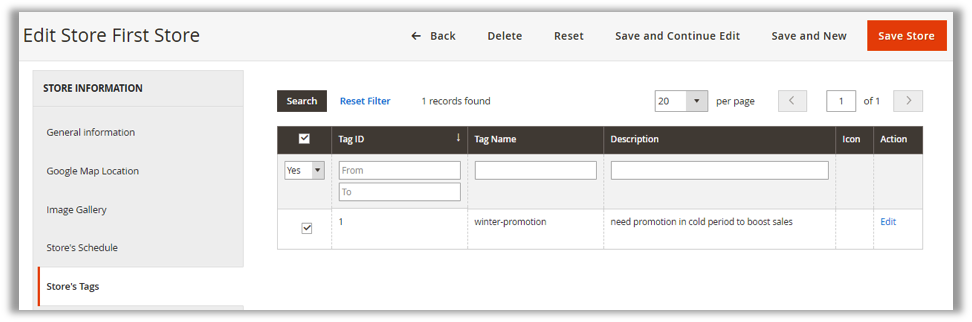 Edit Store First Store
Back Delete Reset Save and Continue Edit Save and New Save Store
STORE INFORMATION
General information
Google Map Location
Image Gallery
Store's Schedule
Store's Tags
Search Reset Filter 1 records found 20 per page 1 of 1
Tag ID Tag Name Description Icon Action
Yes From
To
1 winter-promotion need promotion in cold period to boost sales Edit